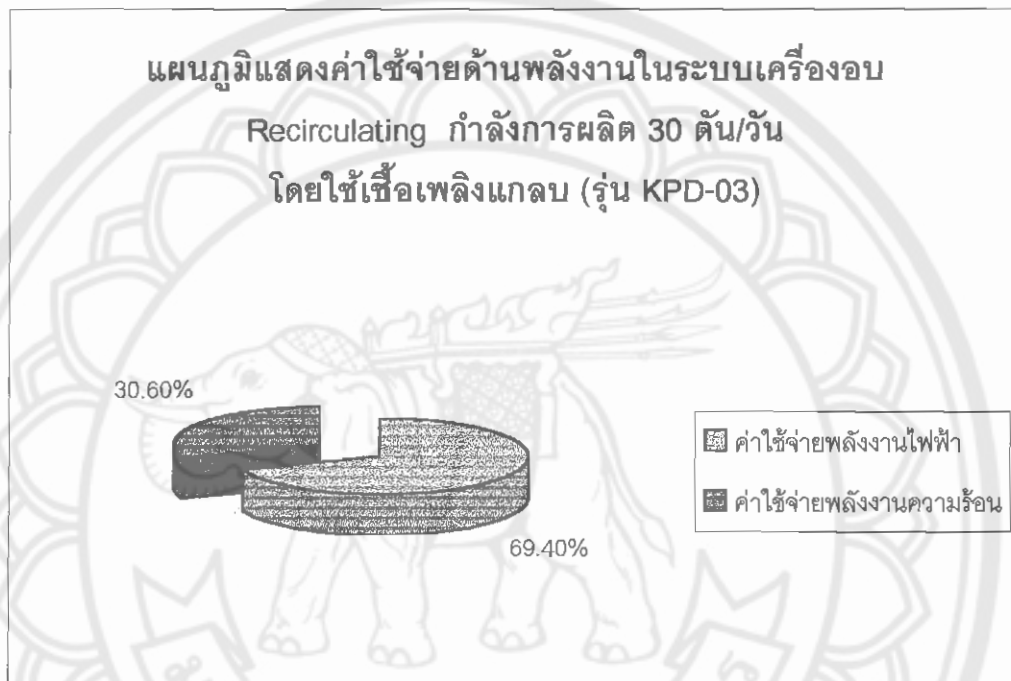 แผนภูมิแสดงค่าใช้จ่ายด้านพลังงานในระบบเครื่องอบ
Recirculating กำลังการผลิต 30 ตัน/วัน
โดยใช้เชื้อเพลิงแกลบ (รุ่น KPD-03)
30.60%
69.40%
ค่าใช้จ่ายพลังงานไฟฟ้า
ค่าใช้จ่ายพลังงานความร้อน